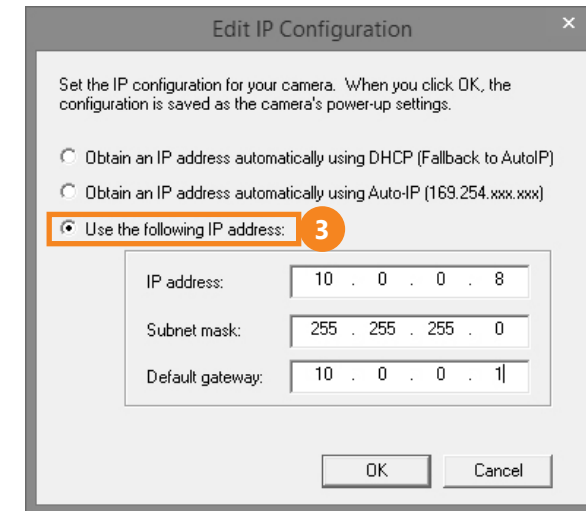 Edit IP Configuration
×
Set the IP configuration for your camera. When you click OK, the
configuration is saved as the camera's power-up settings.
Obtain an IP address automatically using DHCP (Fallback to AutoIP)
Obtain an IP address automatically using Auto-IP (169.254.xxx.xxx)
Use the following IP address: 3
IP address: 10 . 0 . 0 . 8
Subnet mask: 255 . 255 . 255 . 0
Default gateway: 10 . 0 . 0 . 1
OK Cancel